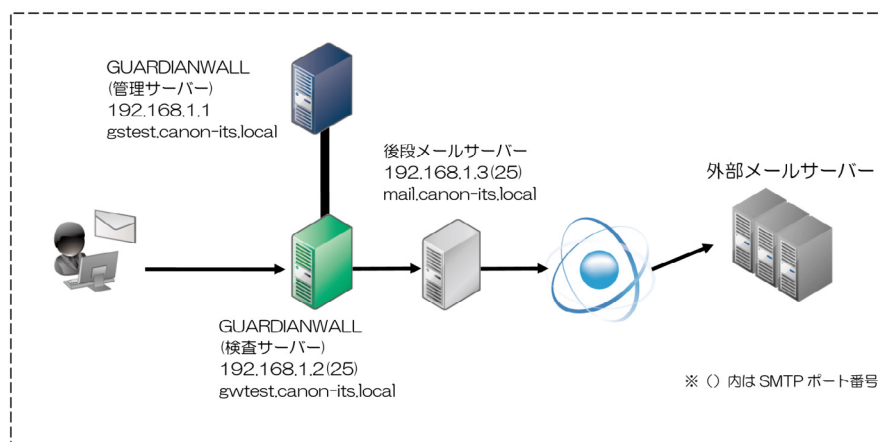 GUARDIANWALL
(管理サーバー)
192.168.1.1
gstest.canon-its.local
後段メールサーバー
192.168.1.3(25)
mail.canon-its.local
外部メールサーバー
GUARDIANWALL
(検査サーバー)
192.168.1.2(25)
gwtest.canon-its.local
※()内は SMTP ポート番号